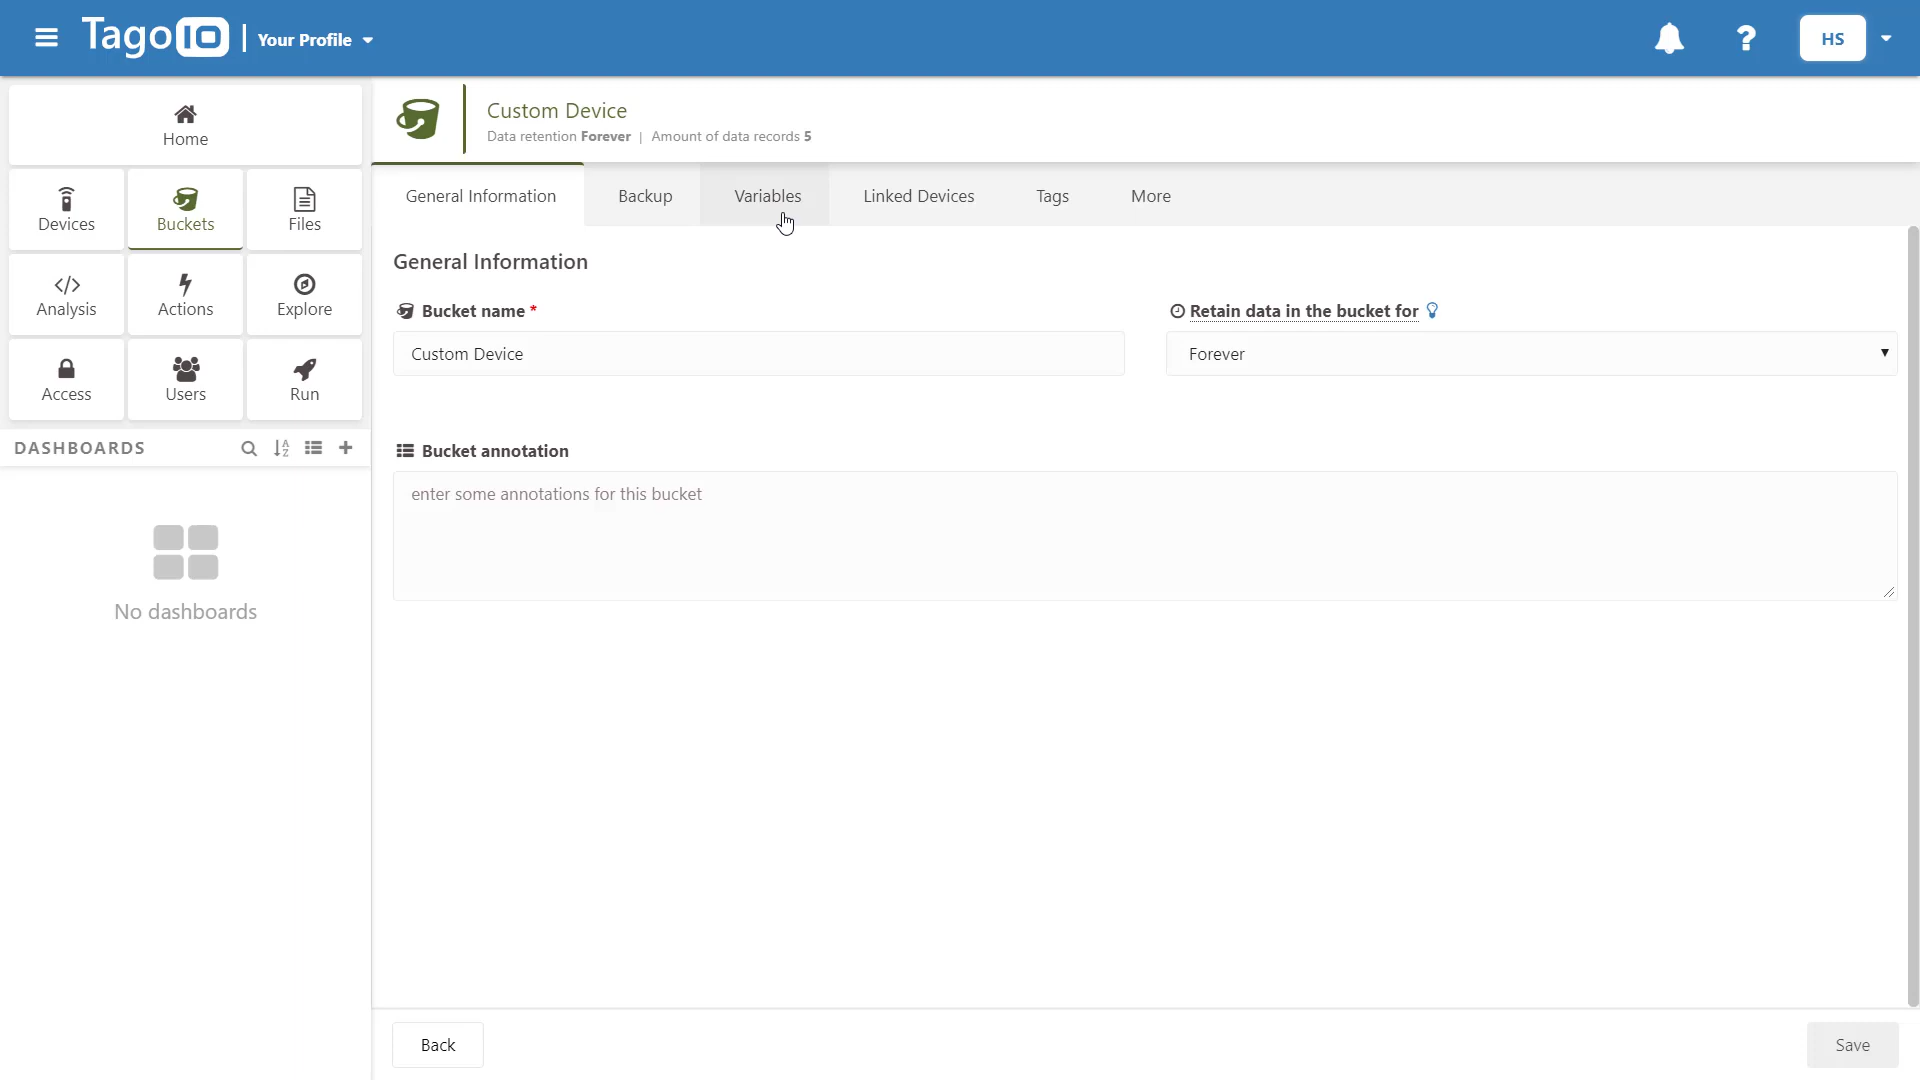 TagoIO | Your Profile
HS
Home
Devices
Buckets
Files
Analysis
Actions
Explore
Access
Users
Run
DASHBOARDS
No dashboards
Custom Device
Data retention Forever | Amount of data records 5
General Information
Backup
Variables
Linked Devices
Tags
More
General Information
Bucket name *
Custom Device
Retain data in the bucket for
Forever
Bucket annotation
enter some annotations for this bucket
Back
Save